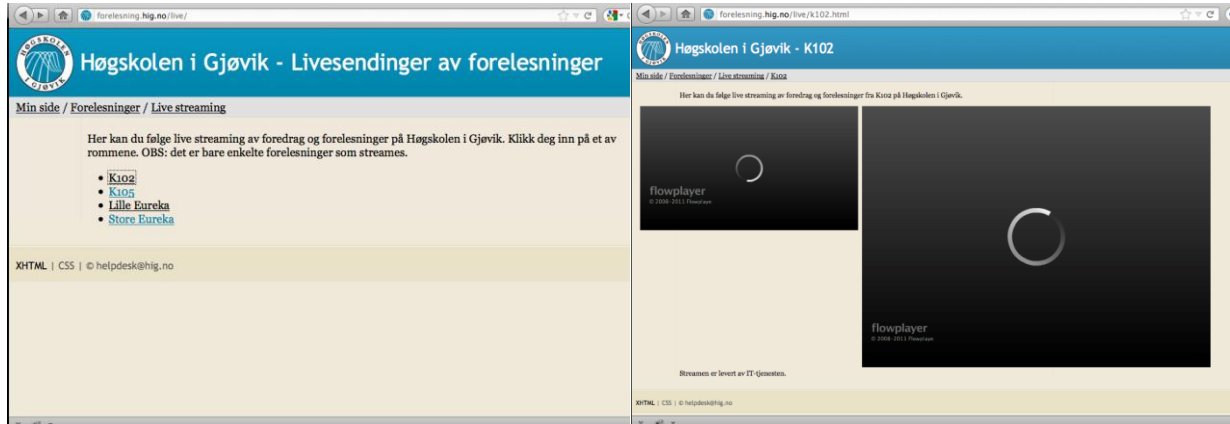 forelesning.hig.no/live/
HØGSKOLEN I GJØVIK
Høgskolen i Gjøvik - Livesendinger av forelesninger
Min side / Forelesninger / Live streaming
Her kan du følge live streaming av foredrag og forelesninger på Høgskolen i Gjøvik. Klikk deg inn på et av
rommene. OBS: det er bare enkelte forelesninger som streames.
• K102
• K105
• Lille Eureka
• Store Eureka
XHTML | CSS | © helpdesk@hig.no
forelesning.hig.no/live/k102.html
Høgskolen i Gjøvik - K102
Min side / Forelesninger / Live streaming / K102
Her kan du følge live streaming av foredrag og forelesninger fra K102 på Høgskolen i Gjøvik.
flowplayer
© 2008-2011 Flowplayer
flowplayer
© 2008-2011 Flowplayer
Streamen er levert av IT-tjenesten.
XHTML | CSS | © helpdesk@hig.no